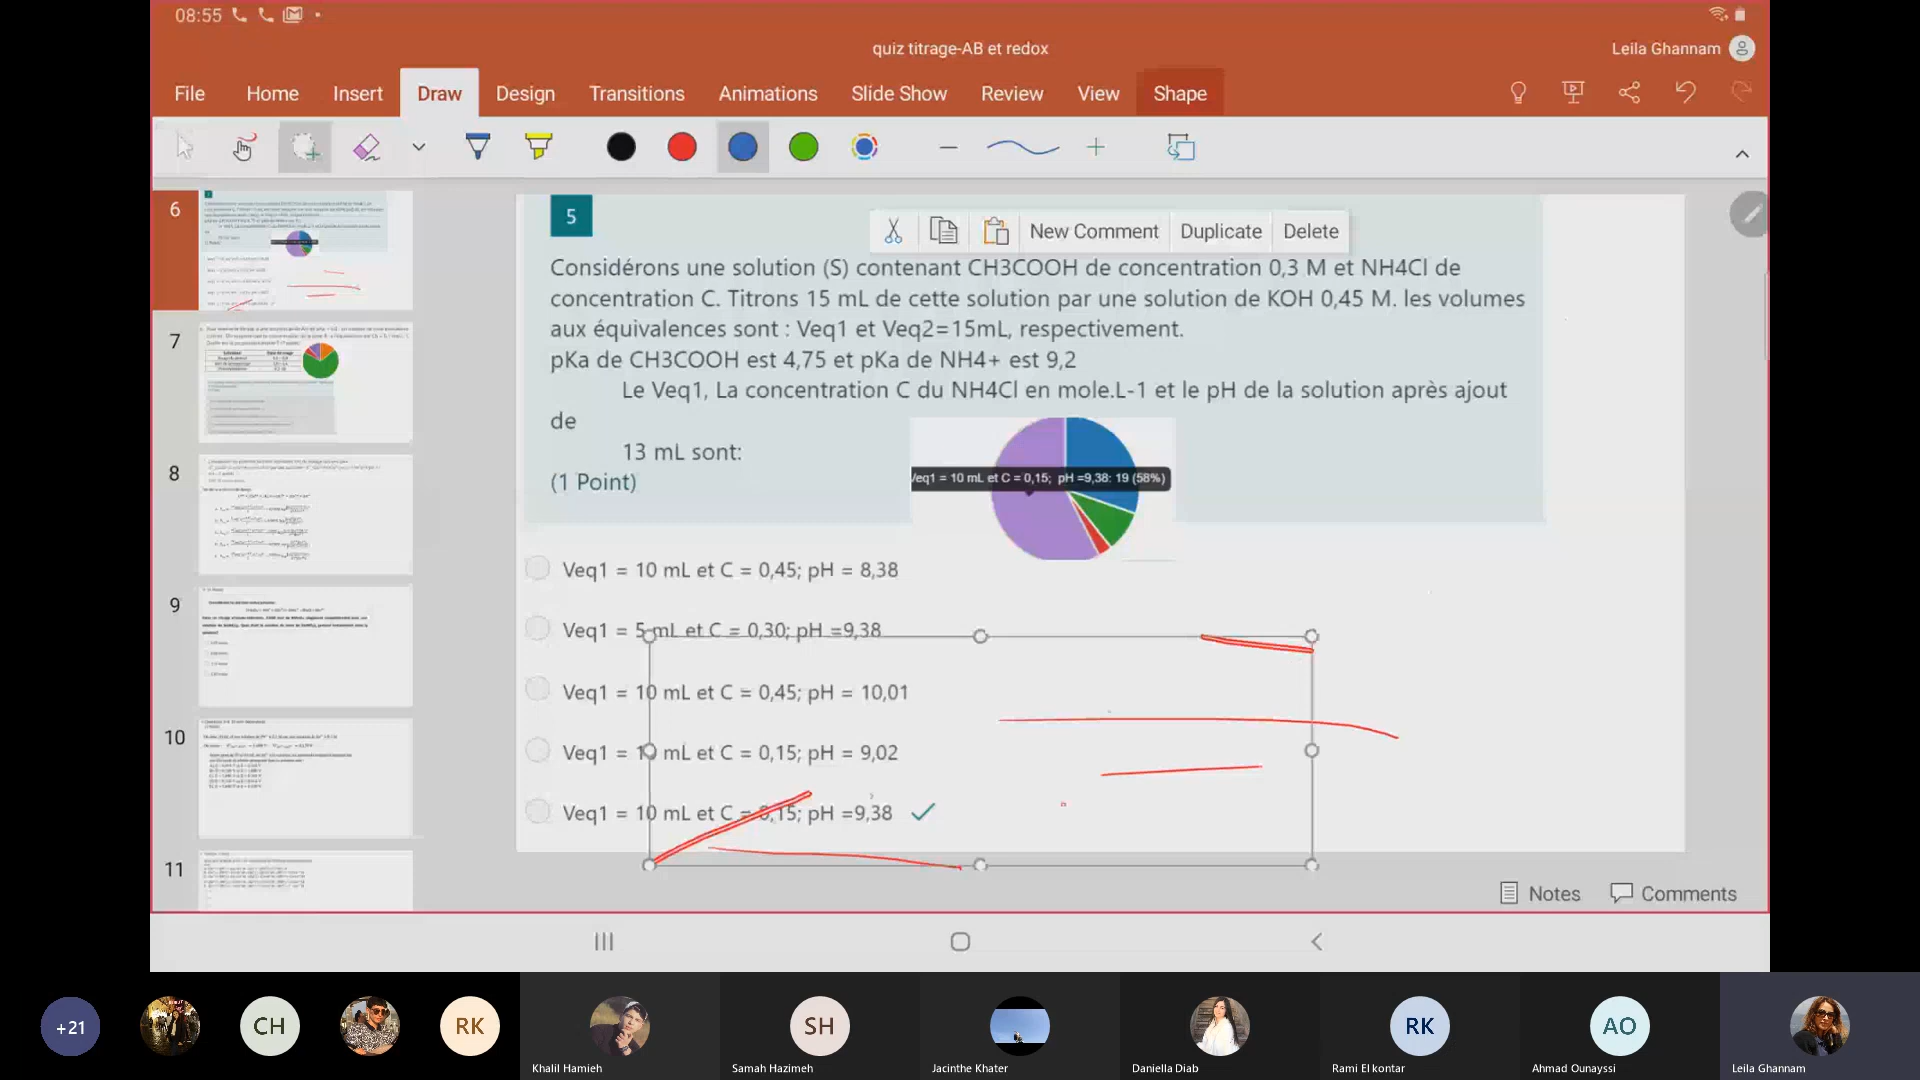 08:55
quiz titrage-AB et redox
Leila Ghannam
File Home Insert Draw Design Transitions Animations Slide Show Review View Shape
6
7
8
9
10
11
5
New Comment Duplicate Delete
Considérons une solution (S) contenant CH3COOH de concentration 0,3 M et NH4Cl de
concentration C. Titrons 15 mL de cette solution par une solution de KOH 0,45 M. les volumes
aux équivalences sont : Veq1 et Veq2=15mL, respectivement.
pKa de CH3COOH est 4,75 et pKa de NH4+ est 9,2
Le Veq1, La concentration C du NH4Cl en mole.L-1 et le pH de la solution après ajout
de
13 mL sont:
(1 Point)
Veq1 = 10 mL et C = 0,15; pH =9,38: 19 (58%)
Veq1 = 10 mL et C = 0,45; pH = 8,38
Veq1 = 5 mL et C = 0,30; pH =9,38
Veq1 = 10 mL et C = 0,45; pH = 10,01
Veq1 = 10 mL et C = 0,15; pH = 9,02
Veq1 = 10 mL et C = 0,15; pH =9,38
Notes Comments
+21 CH RK SH RK AO
Khalil Hamieh Samah Hazimeh Jacinthe Khater Daniella Diab Rami El kontar Ahmad Ounayssi Leila Ghannam